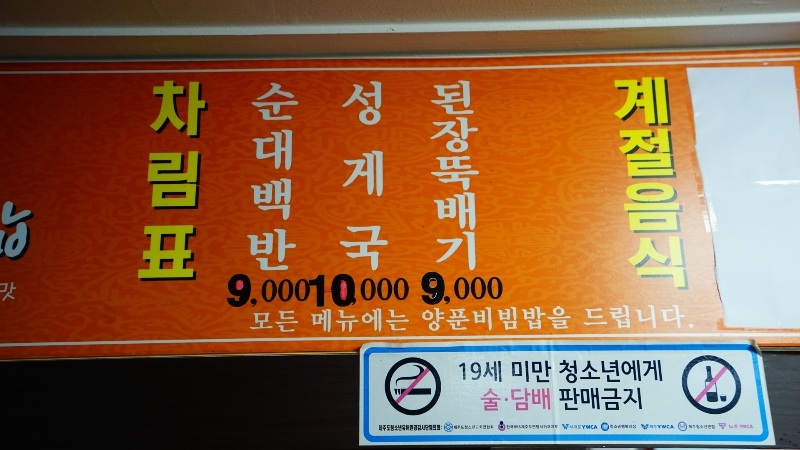 맛
차림표
순대백반
9,000
성게국
10,000
된장뚝배기
9,000
계절음식
모든 메뉴에는 양푼비빔밥을 드립니다.
19세 미만 청소년에게
술·담배 판매금지